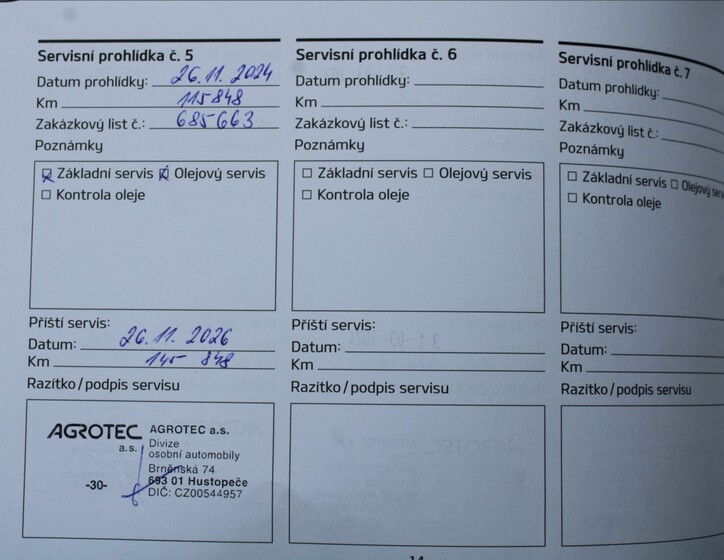 Servisní prohlídka č. 5
Datum prohlídky: 26.11.2024
Km 115848
Zakázkový list č.: 685663
Poznámky
Základní servis Olejový servis
Kontrola oleje
Příští servis:
Datum: 26.11.2026
Km 145 848
Razítko/podpis servisu
AGROTEC a.s.
-30-
AGROTEC a.s.
Divize
osobní automobily
Brněnská 74
693 01 Hustopeče
DIČ: CZ00544957
Servisní prohlídka č. 6
Datum prohlídky:
Km
Zakázkový list č.:
Poznámky
Základní servis Olejový servis
Kontrola oleje
Příští servis:
Datum:
Km
Razítko/podpis servisu
Servisní prohlídka č. 7
Datum prohlídky:
Km
Zakázkový list č.:
Poznámky
Základní servis Olejový servis
Kontrola oleje
Příští servis:
Datum:
Km
Razítko/podpis servisu